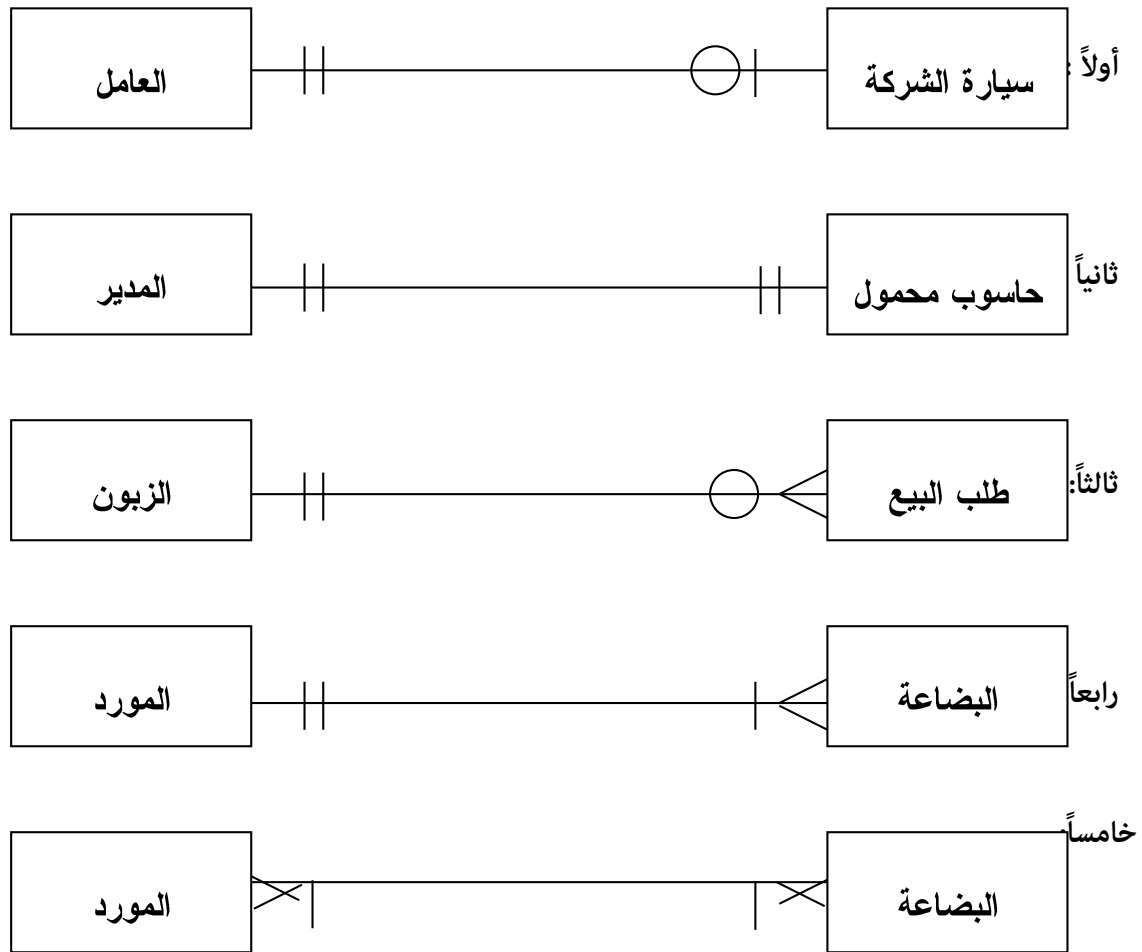 أولاً : سيارة الشركة العامل
ثانياً حاسوب محمول المدير
ثالثاً: طلب البيع الزبون
رابعاً البضاعة المورد
خامساً:
البضاعة المورد